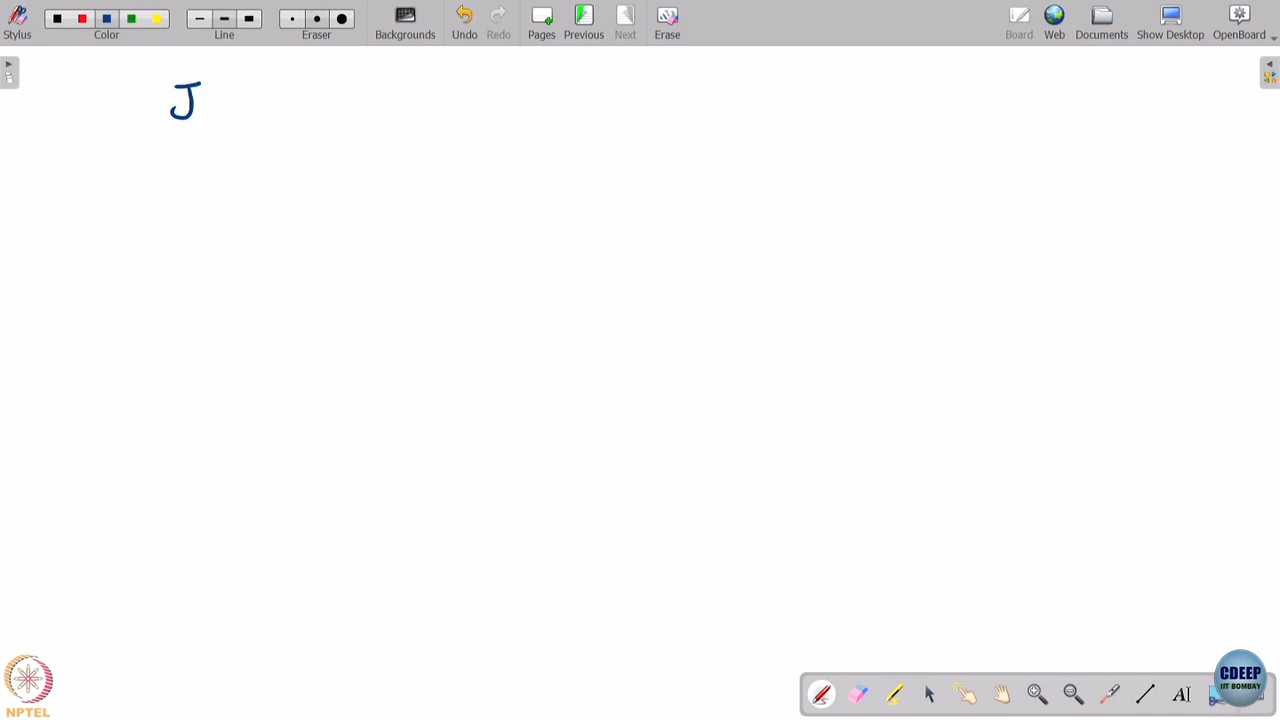 Stylus Color Line Eraser Backgrounds Undo Redo Pages Previous Next Erase Board Web Documents Show Desktop OpenBoard
J
NPTEL
CDEEP
IIT BOMBAY